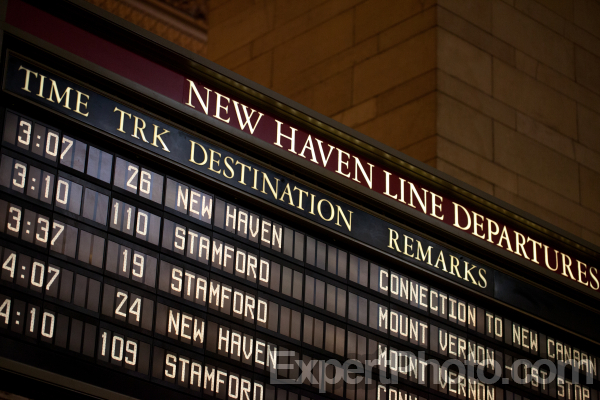 NEW HAVEN LINE DEPARTURES
TIME TRK DESTINATION REMARKS
3:07 26 NEW HAVEN CONNECTION TO NEW CANAAN
3:10 110 STAMFORD MOUNT VERNON
3:37 19 STAMFORD MOUNT VERNON
4:07 24 NEW HAVEN
4:10 109 STAMFORD
ExpertPhoto.com